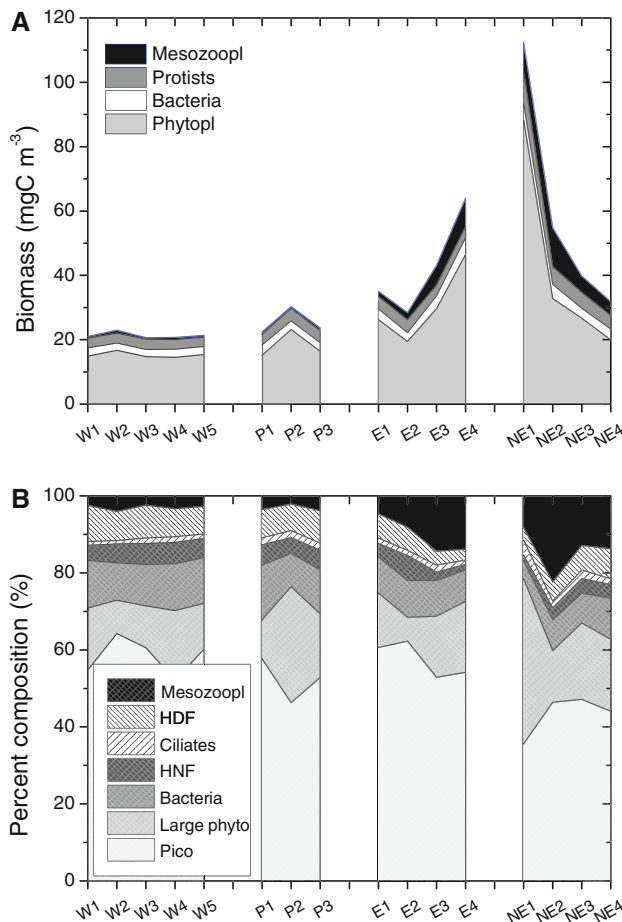 A
120
100
80
60
40
20
0
Biomass (mgC m-3)
Mesozoopl
Protists
Bacteria
Phytopl
W1 W2 W3 W4 W5 P1 P2 P3 E1 E2 E3 E4 NE1 NE2 NE3 NE4
B
100
80
60
40
20
0
Percent composition (%)
Mesozoopl
HDF
Ciliates
HNF
Bacteria
Large phyto
Pico
W1 W2 W3 W4 W5 P1 P2 P3 E1 E2 E3 E4 NE1 NE2 NE3 NE4